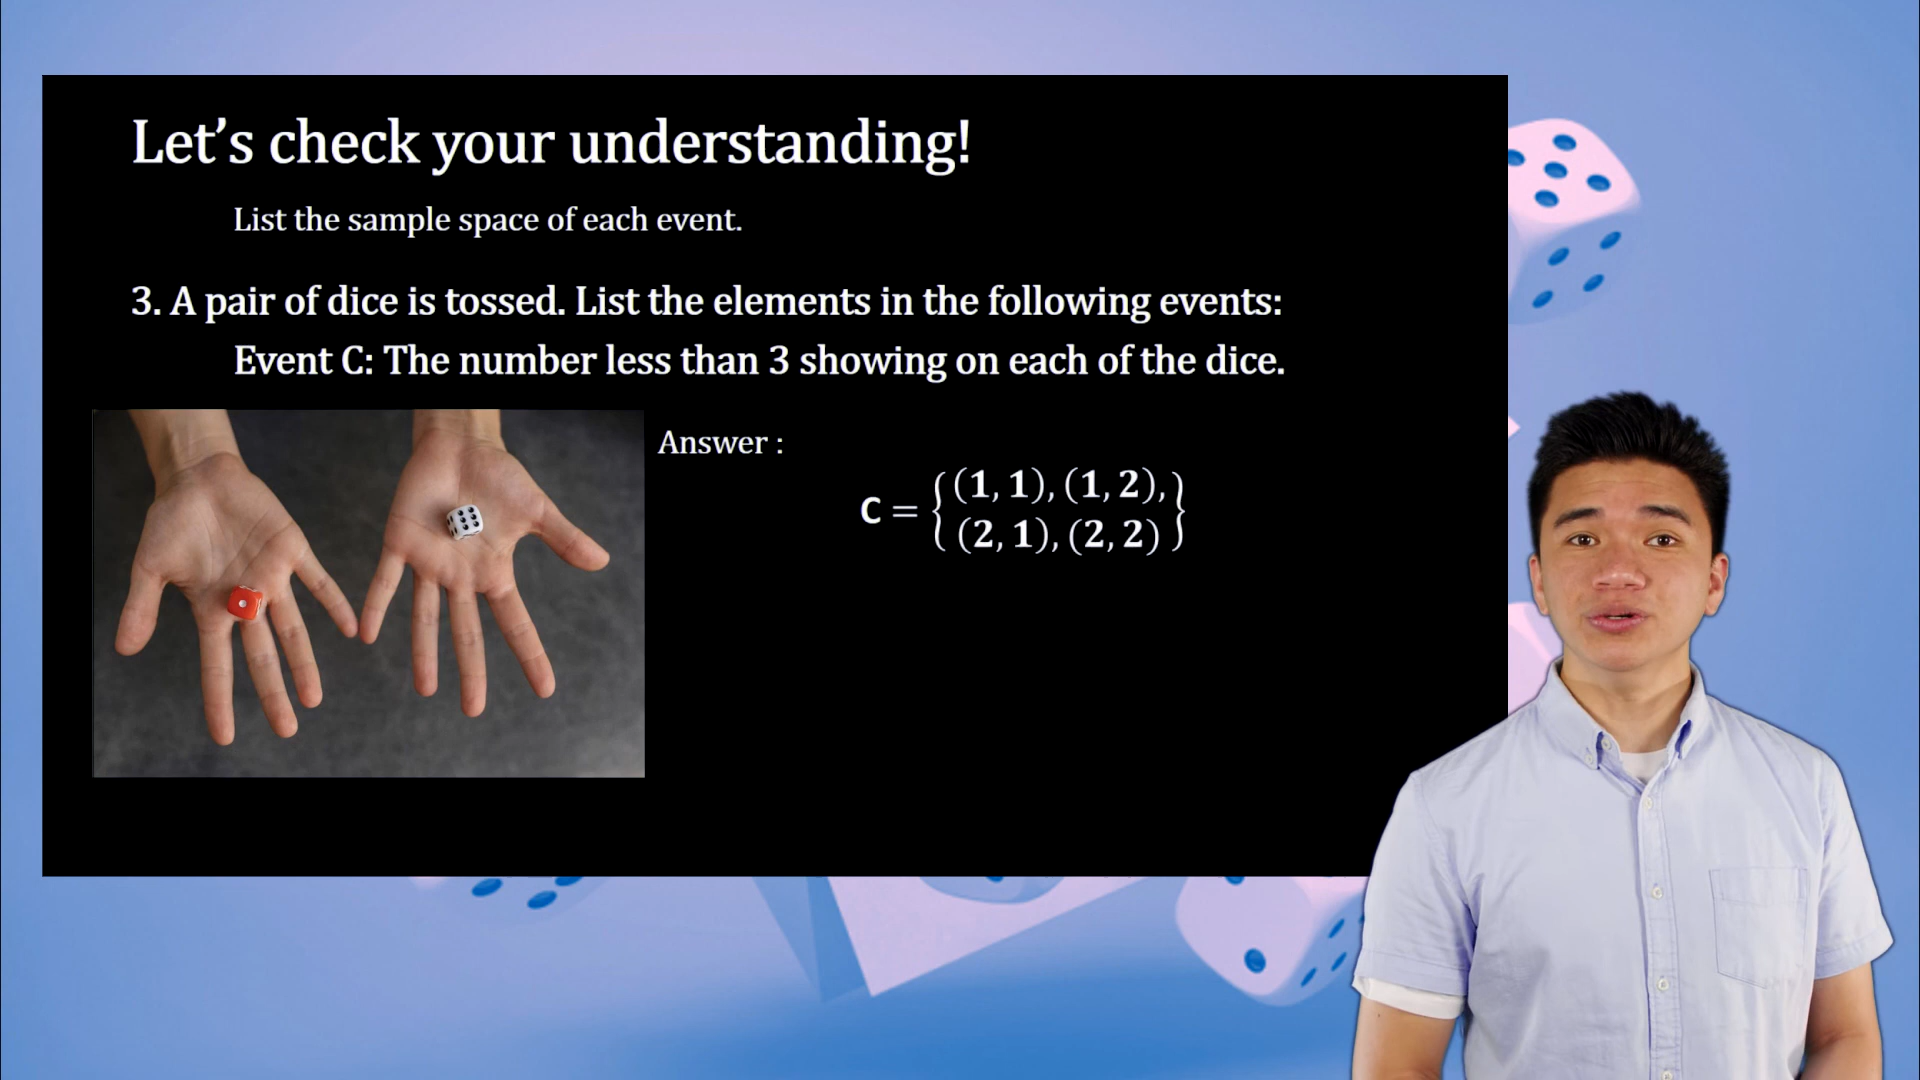 Let’s check your understanding!
List the sample space of each event.
3. A pair of dice is tossed. List the elements in the following events:
Event C: The number less than 3 showing on each of the dice.
Answer :
C = {(1, 1), (1, 2),
(2, 1), (2, 2)}